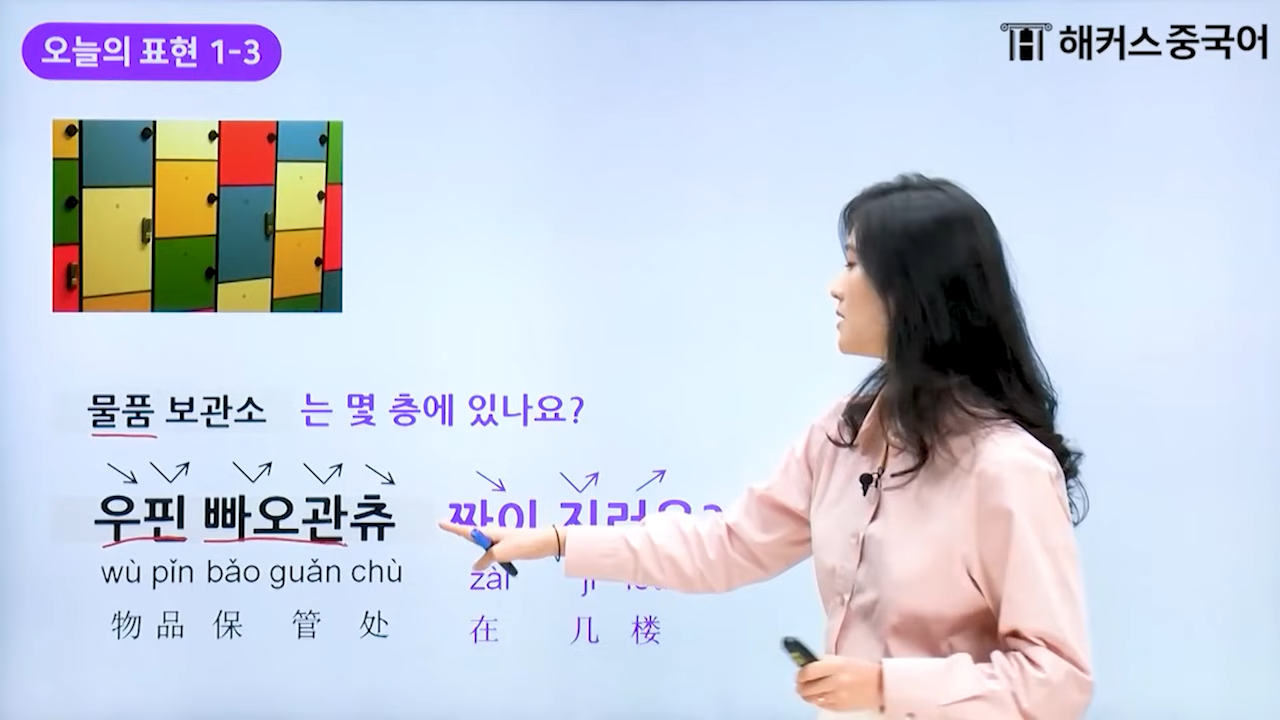 오늘의 표현 1-3
해커스중국어
물품 보관소 는 몇 층에 있나요?
우핀 빠오관츄 짜이
wù pǐn bǎo guǎn chù zài
物品保管处 在几楼